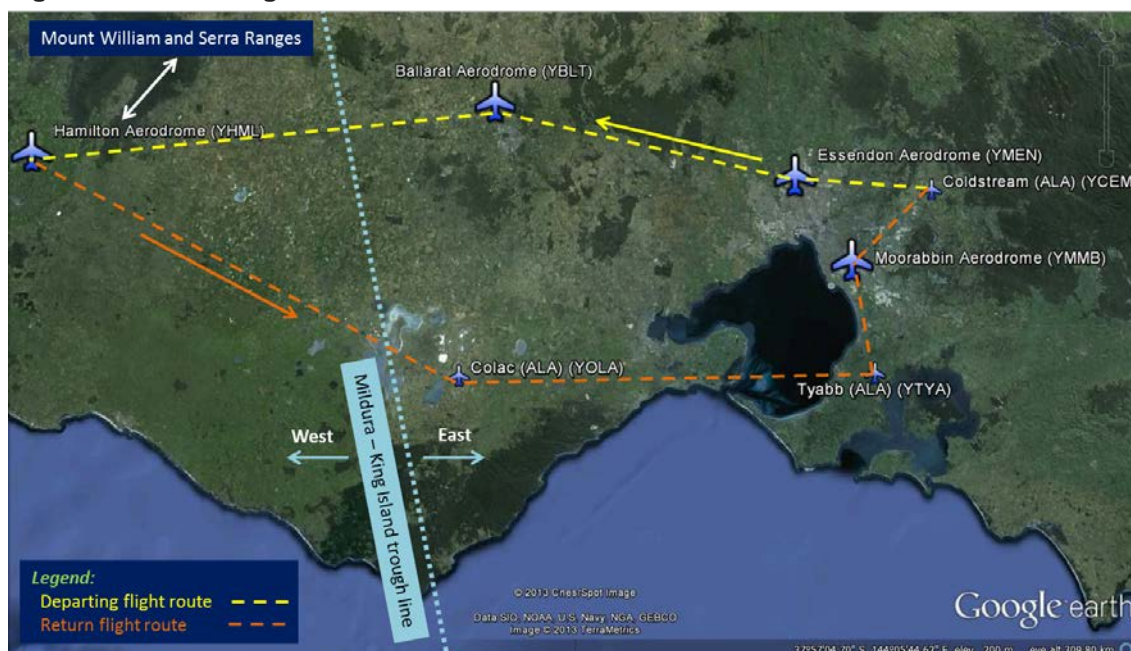 Mount William and Serra Ranges
Ballarat Aerodrome (YBLT)
Hamilton Aerodrome (YHML)
Essendon Aerodrome (YMEN)
Coldstream (ALA) (YCEM
Moorabbin Aerodrome (YMMB)
Colac (ALA) (YOLA)
Tyabb (ALA) (YTYA)
West
East
Mildura – King Island trough line
Legend:
Departing flight route
Return flight route
© 2013 Cnes/Spot Image
Data SIO, NOAA, U.S. Navy, NGA, GEBCO
Image © 2013 TerraMetrics
Google earth